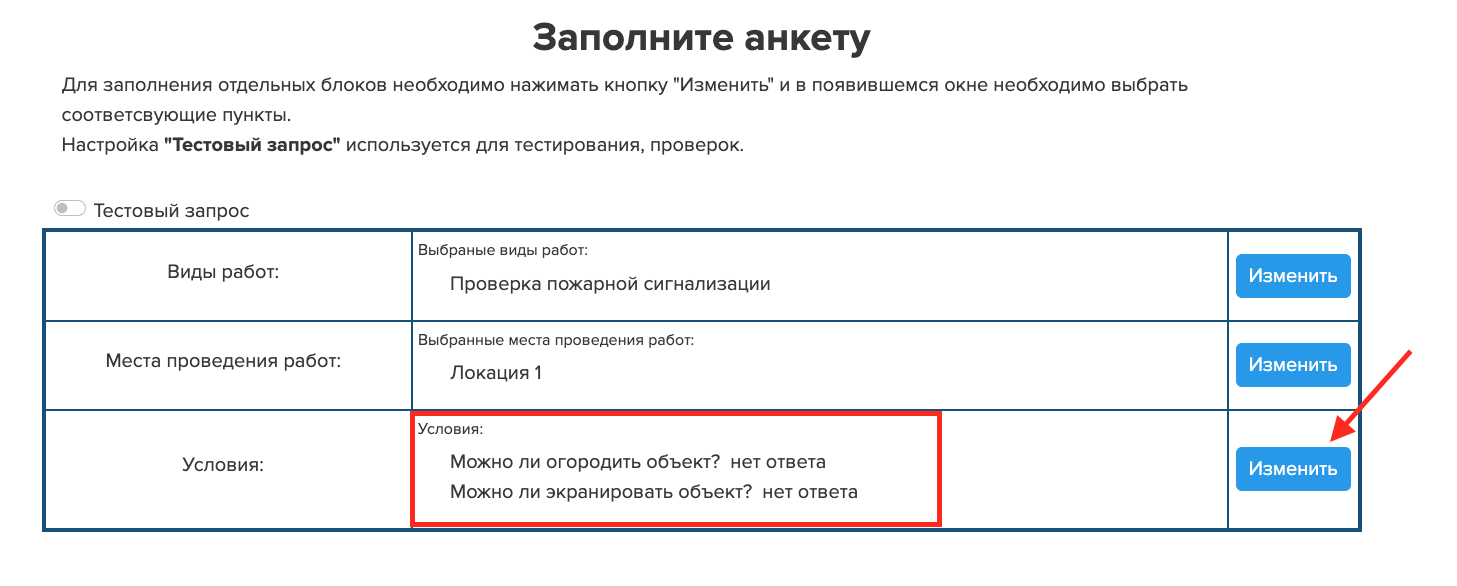 Заполните анкету
Для заполнения отдельных блоков необходимо нажимать кнопку "Изменить" и в появившемся окне необходимо выбрать
соответсвующие пункты.
Настройка "Тестовый запрос" используется для тестирования, проверок.
Тестовый запрос
Виды работ:
Выбраные виды работ:
Проверка пожарной сигнализации
Изменить
Места проведения работ:
Выбранные места проведения работ:
Локация 1
Изменить
Условия:
Условия:
Можно ли огородить объект? нет ответа
Можно ли экранировать объект? нет ответа
Изменить